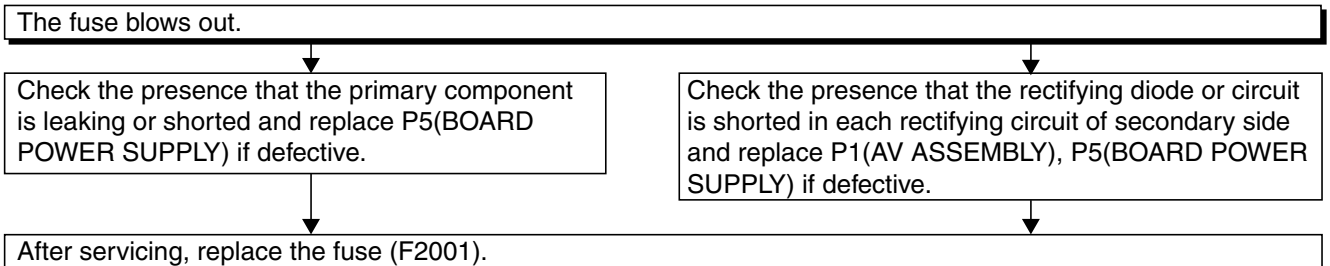 The fuse blows out.
Check the presence that the primary component
is leaking or shorted and replace P5(BOARD
POWER SUPPLY) if defective.
Check the presence that the rectifying diode or circuit
is shorted in each rectifying circuit of secondary side
and replace P1(AV ASSEMBLY), P5(BOARD POWER
SUPPLY) if defective.
After servicing, replace the fuse (F2001).